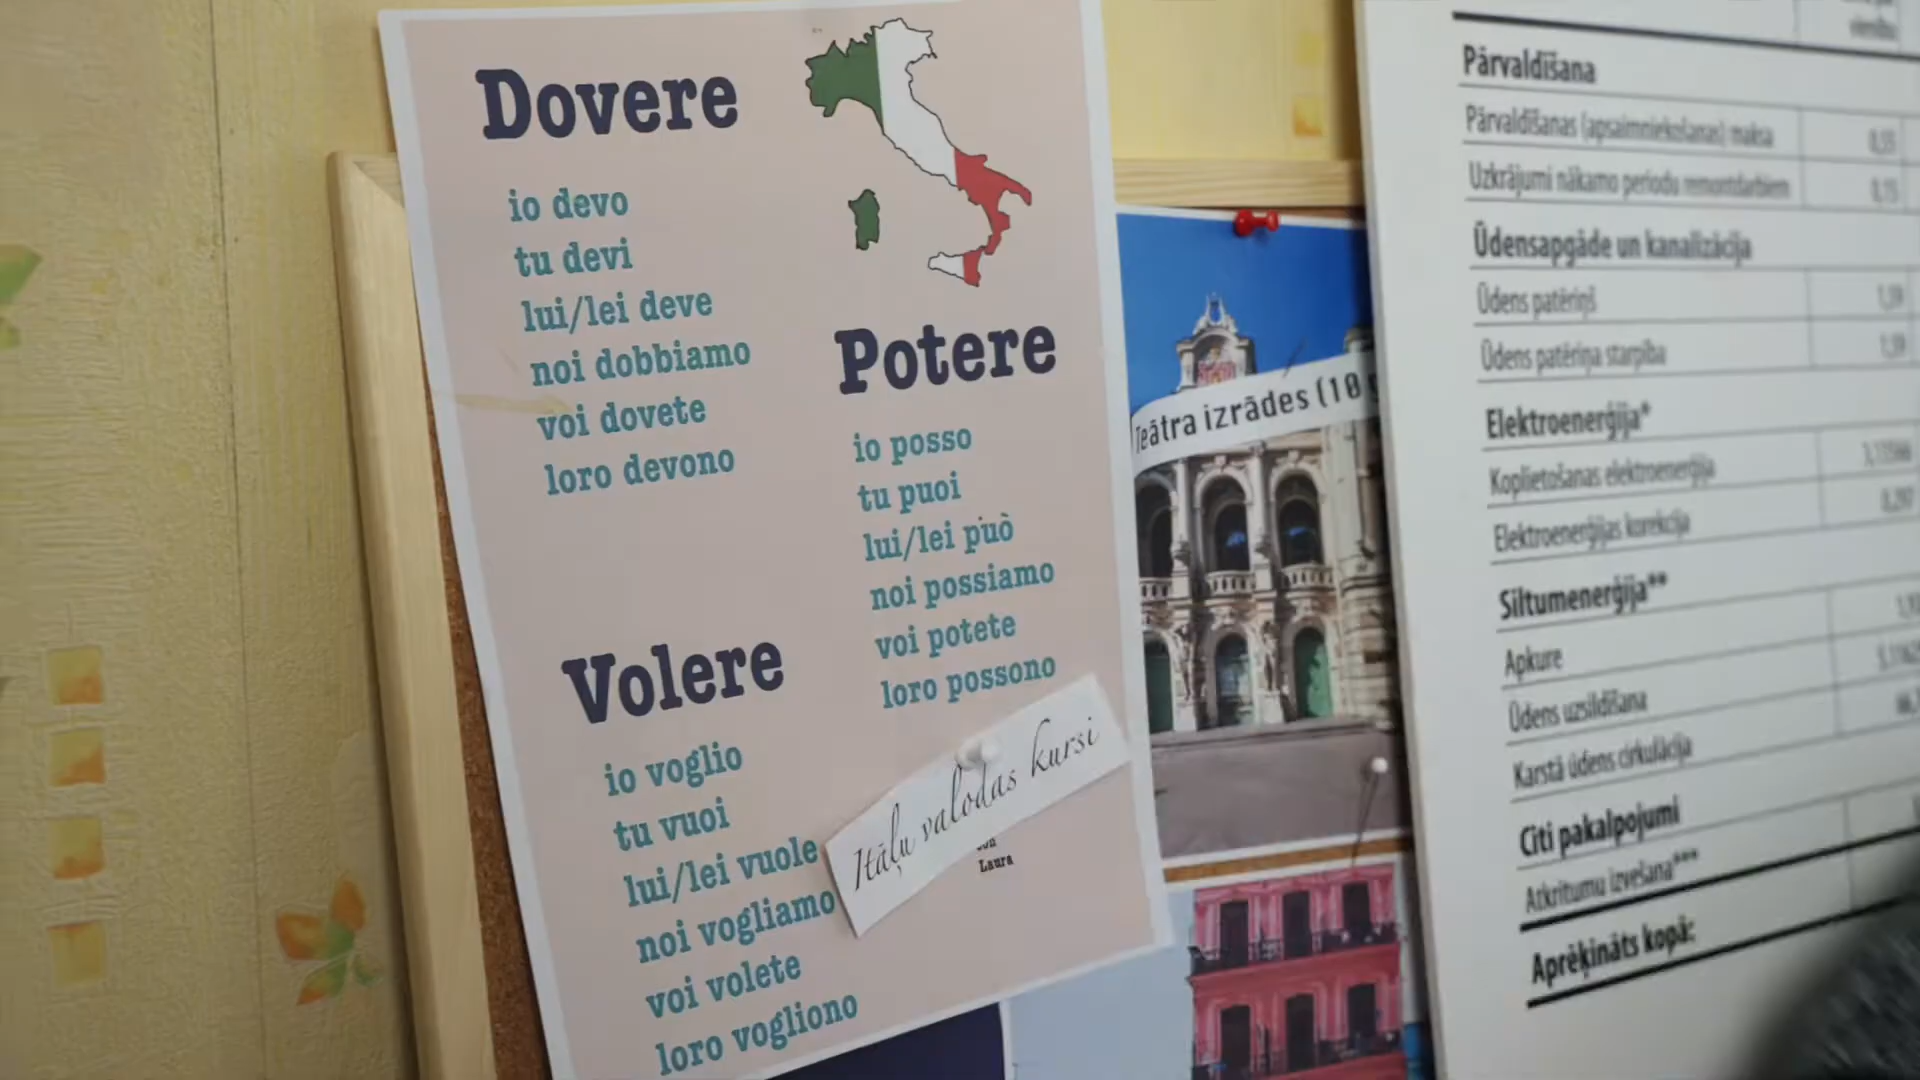 Dovere
io devo
tu devi
lui/lei deve
noi dobbiamo
voi dovete
loro devono
Potere
io posso
tu puoi
lui/lei può
noi possiamo
voi potete
loro possono
Volere
io voglio
tu vuoi
lui/lei vuole
noi vogliamo
voi volete
loro vogliono
Itāļu valodas kursi
Laura
Teātra izrādes (10
Pārvaldīšana
Pārvaldīšanas (apsaimniekošanas) maksa
Uzkrājumi nākamo periodu remontdarbiem
Ūdensapgāde un kanalizācija
Ūdens patēriņš
Ūdens patēriņa starpība
Elektroenerģija*
Koplietošanas elektroenerģija
Elektroenerģijas korekcija
Siltumenerģija**
Apkure
Ūdens uzsildīšana
Karstā ūdens cirkulācija
Citi pakalpojumi
Atkritumu izvešana***
Aprēķināts kopā: